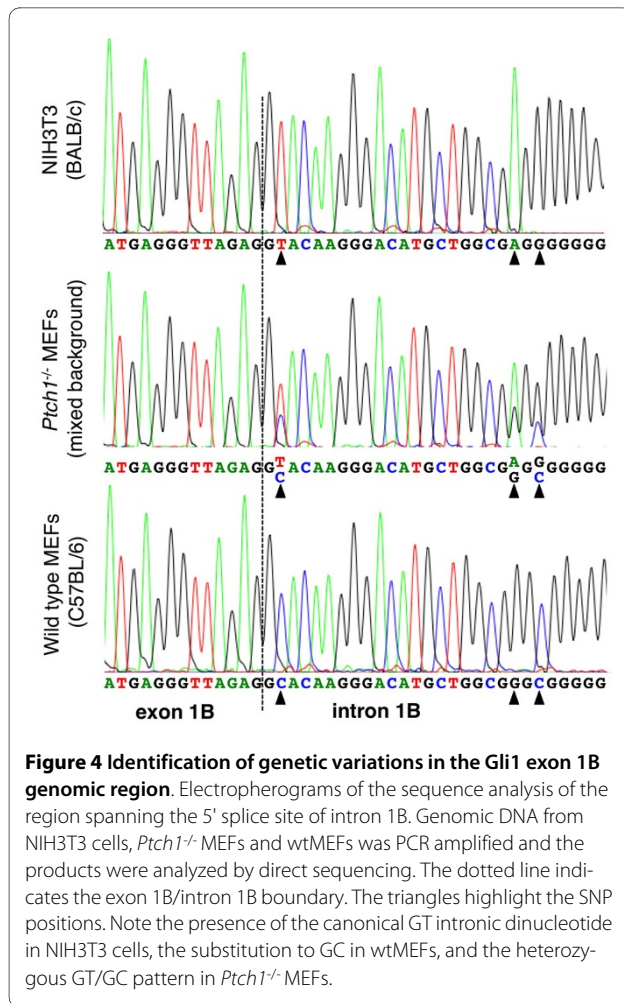 NIH3T3
(BALB/c)
ATGAGGGTTAGAGGTACAAGGGACATGCTGGCGAGGGGGGG
Ptch1-/- MEFs
(mixed background)
T A G
ATGAGGGTTAGAGG ACAAGGGACATGCTGGCG G GGGGG
C G C
Wild type MEFs
(C57BL/6)
ATGAGGGTTAGAGGCACAAGGGACATGCTGGCGGGCGGGGG
exon 1B intron 1B
Figure 4 Identification of genetic variations in the Gli1 exon 1B
genomic region. Electropherograms of the sequence analysis of the
region spanning the 5' splice site of intron 1B. Genomic DNA from
NIH3T3 cells, Ptch1-/- MEFs and wtMEFs was PCR amplified and the
products were analyzed by direct sequencing. The dotted line indi-
cates the exon 1B/intron 1B boundary. The triangles highlight the SNP
positions. Note the presence of the canonical GT intronic dinucleotide
in NIH3T3 cells, the substitution to GC in wtMEFs, and the heterozy-
gous GT/GC pattern in Ptch1-/- MEFs.